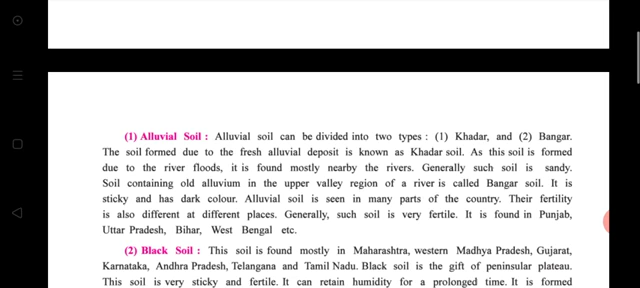 (1) Alluvial Soil : Alluvial soil can be divided into two types : (1) Khadar, and (2) Bangar.
The soil formed due to the fresh alluvial deposit is known as Khadar soil. As this soil is formed
due to the river floods, it is found mostly nearby the rivers. Generally such soil is sandy.
Soil containing old alluvium in the upper valley region of a river is called Bangar soil. It is
sticky and has dark colour. Alluvial soil is seen in many parts of the country. Their fertility
is also different at different places. Generally, such soil is very fertile. It is found in Punjab,
Uttar Pradesh, Bihar, West Bengal etc.
(2) Black Soil : This soil is found mostly in Maharashtra, western Madhya Pradesh, Gujarat,
Karnataka, Andhra Pradesh, Telangana and Tamil Nadu. Black soil is the gift of peninsular plateau.
This soil is very sticky and fertile. It can retain humidity for a prolonged time. It is formed